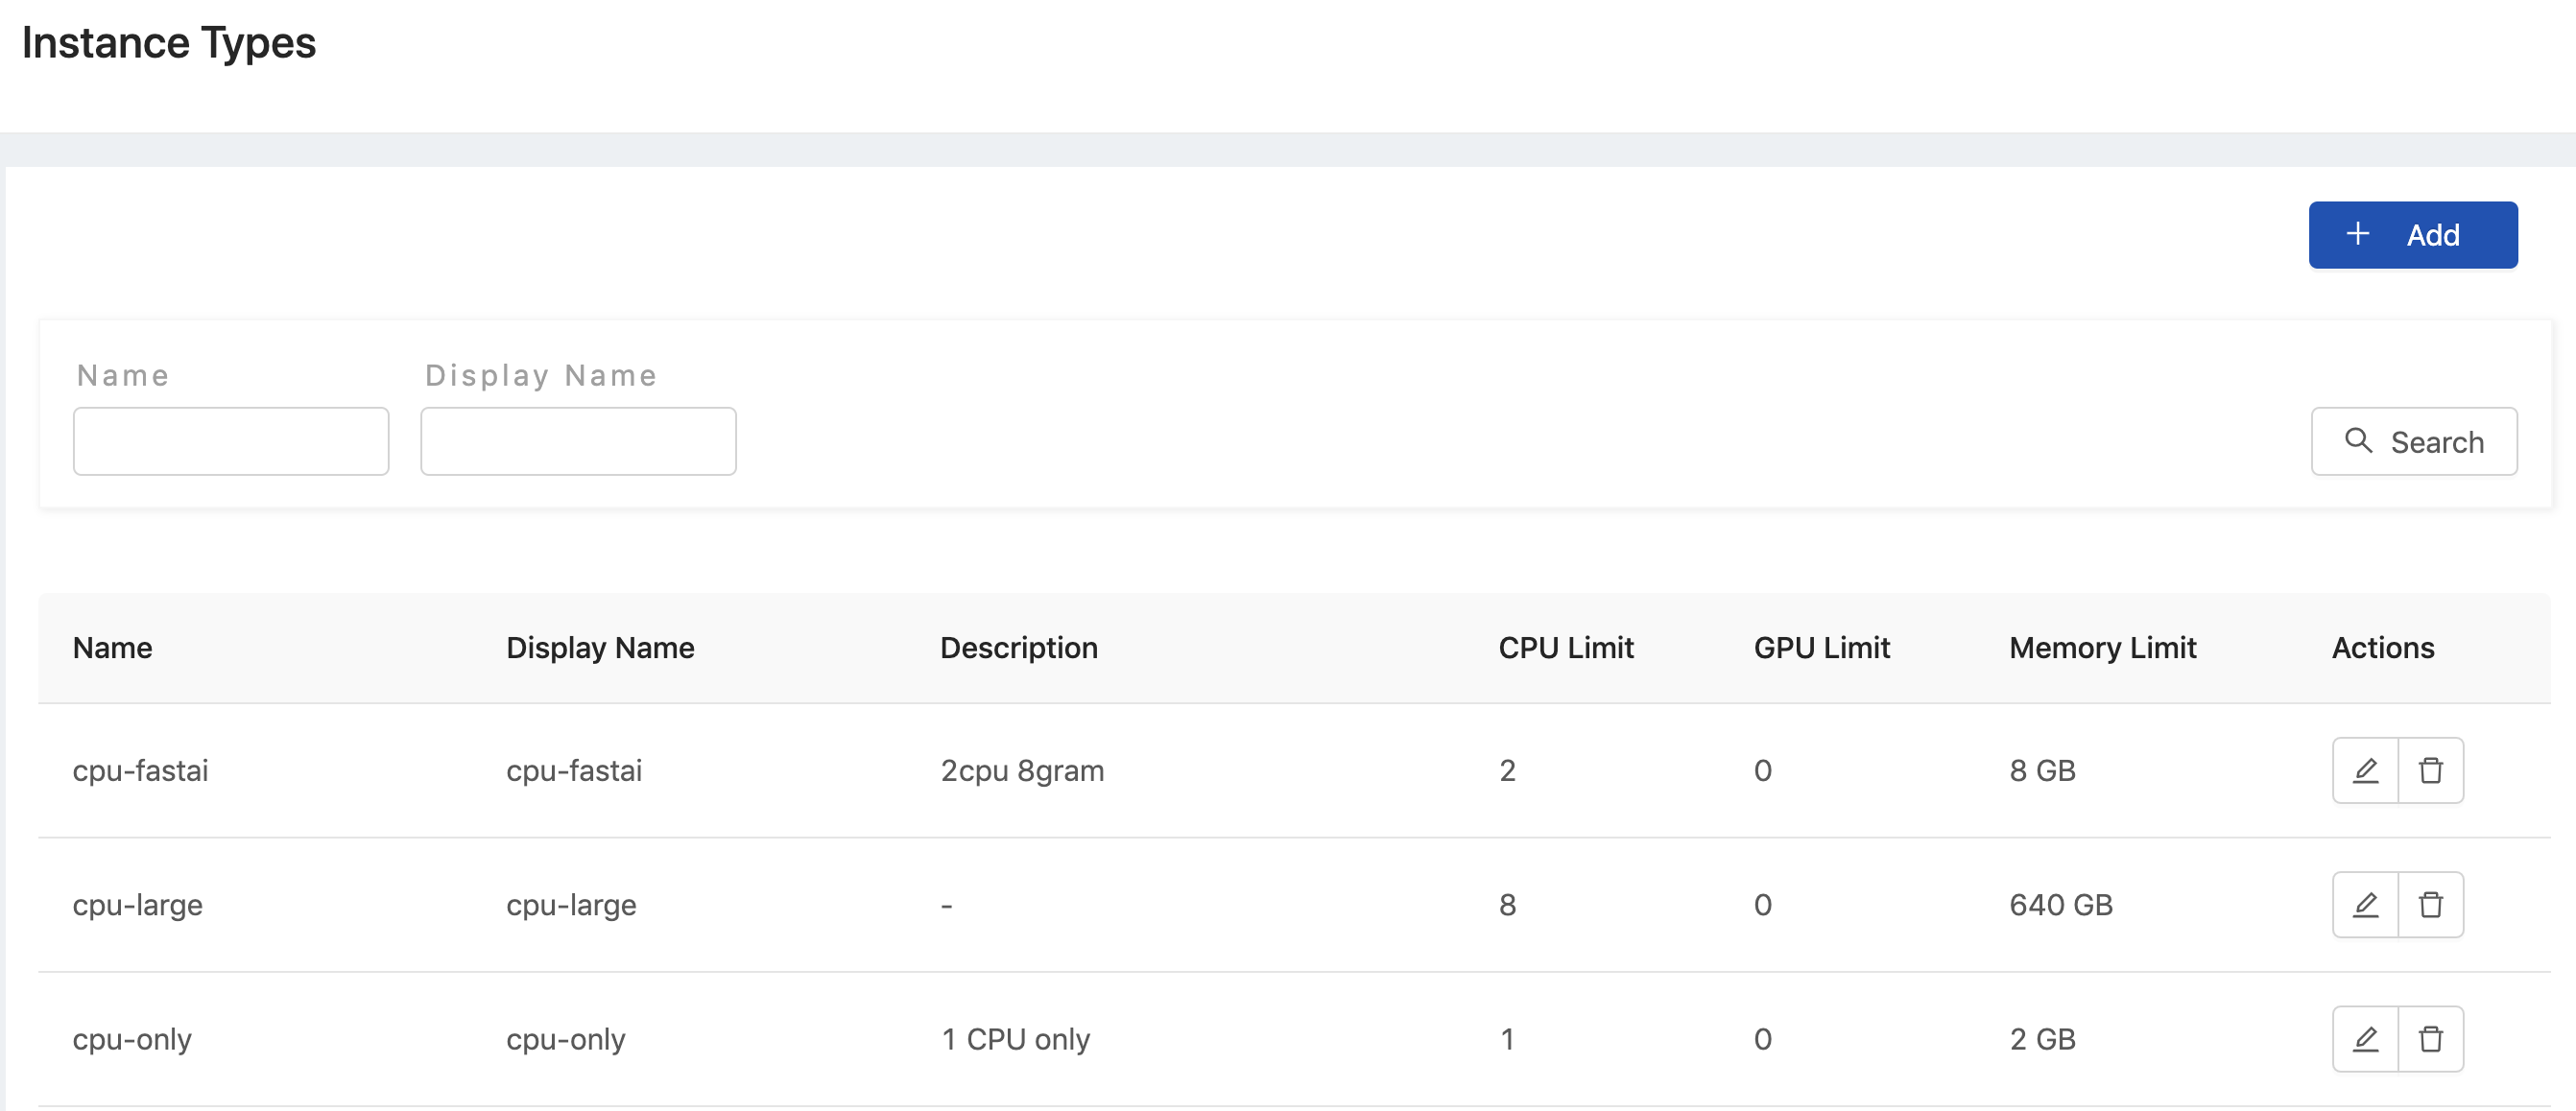 Instance Types
Add
Name Display Name
Search
Name Display Name Description CPU Limit GPU Limit Memory Limit Actions
cpu-fastai cpu-fastai 2cpu 8gram 2 0 8 GB
cpu-large cpu-large - 8 0 640 GB
cpu-only cpu-only 1 CPU only 1 0 2 GB